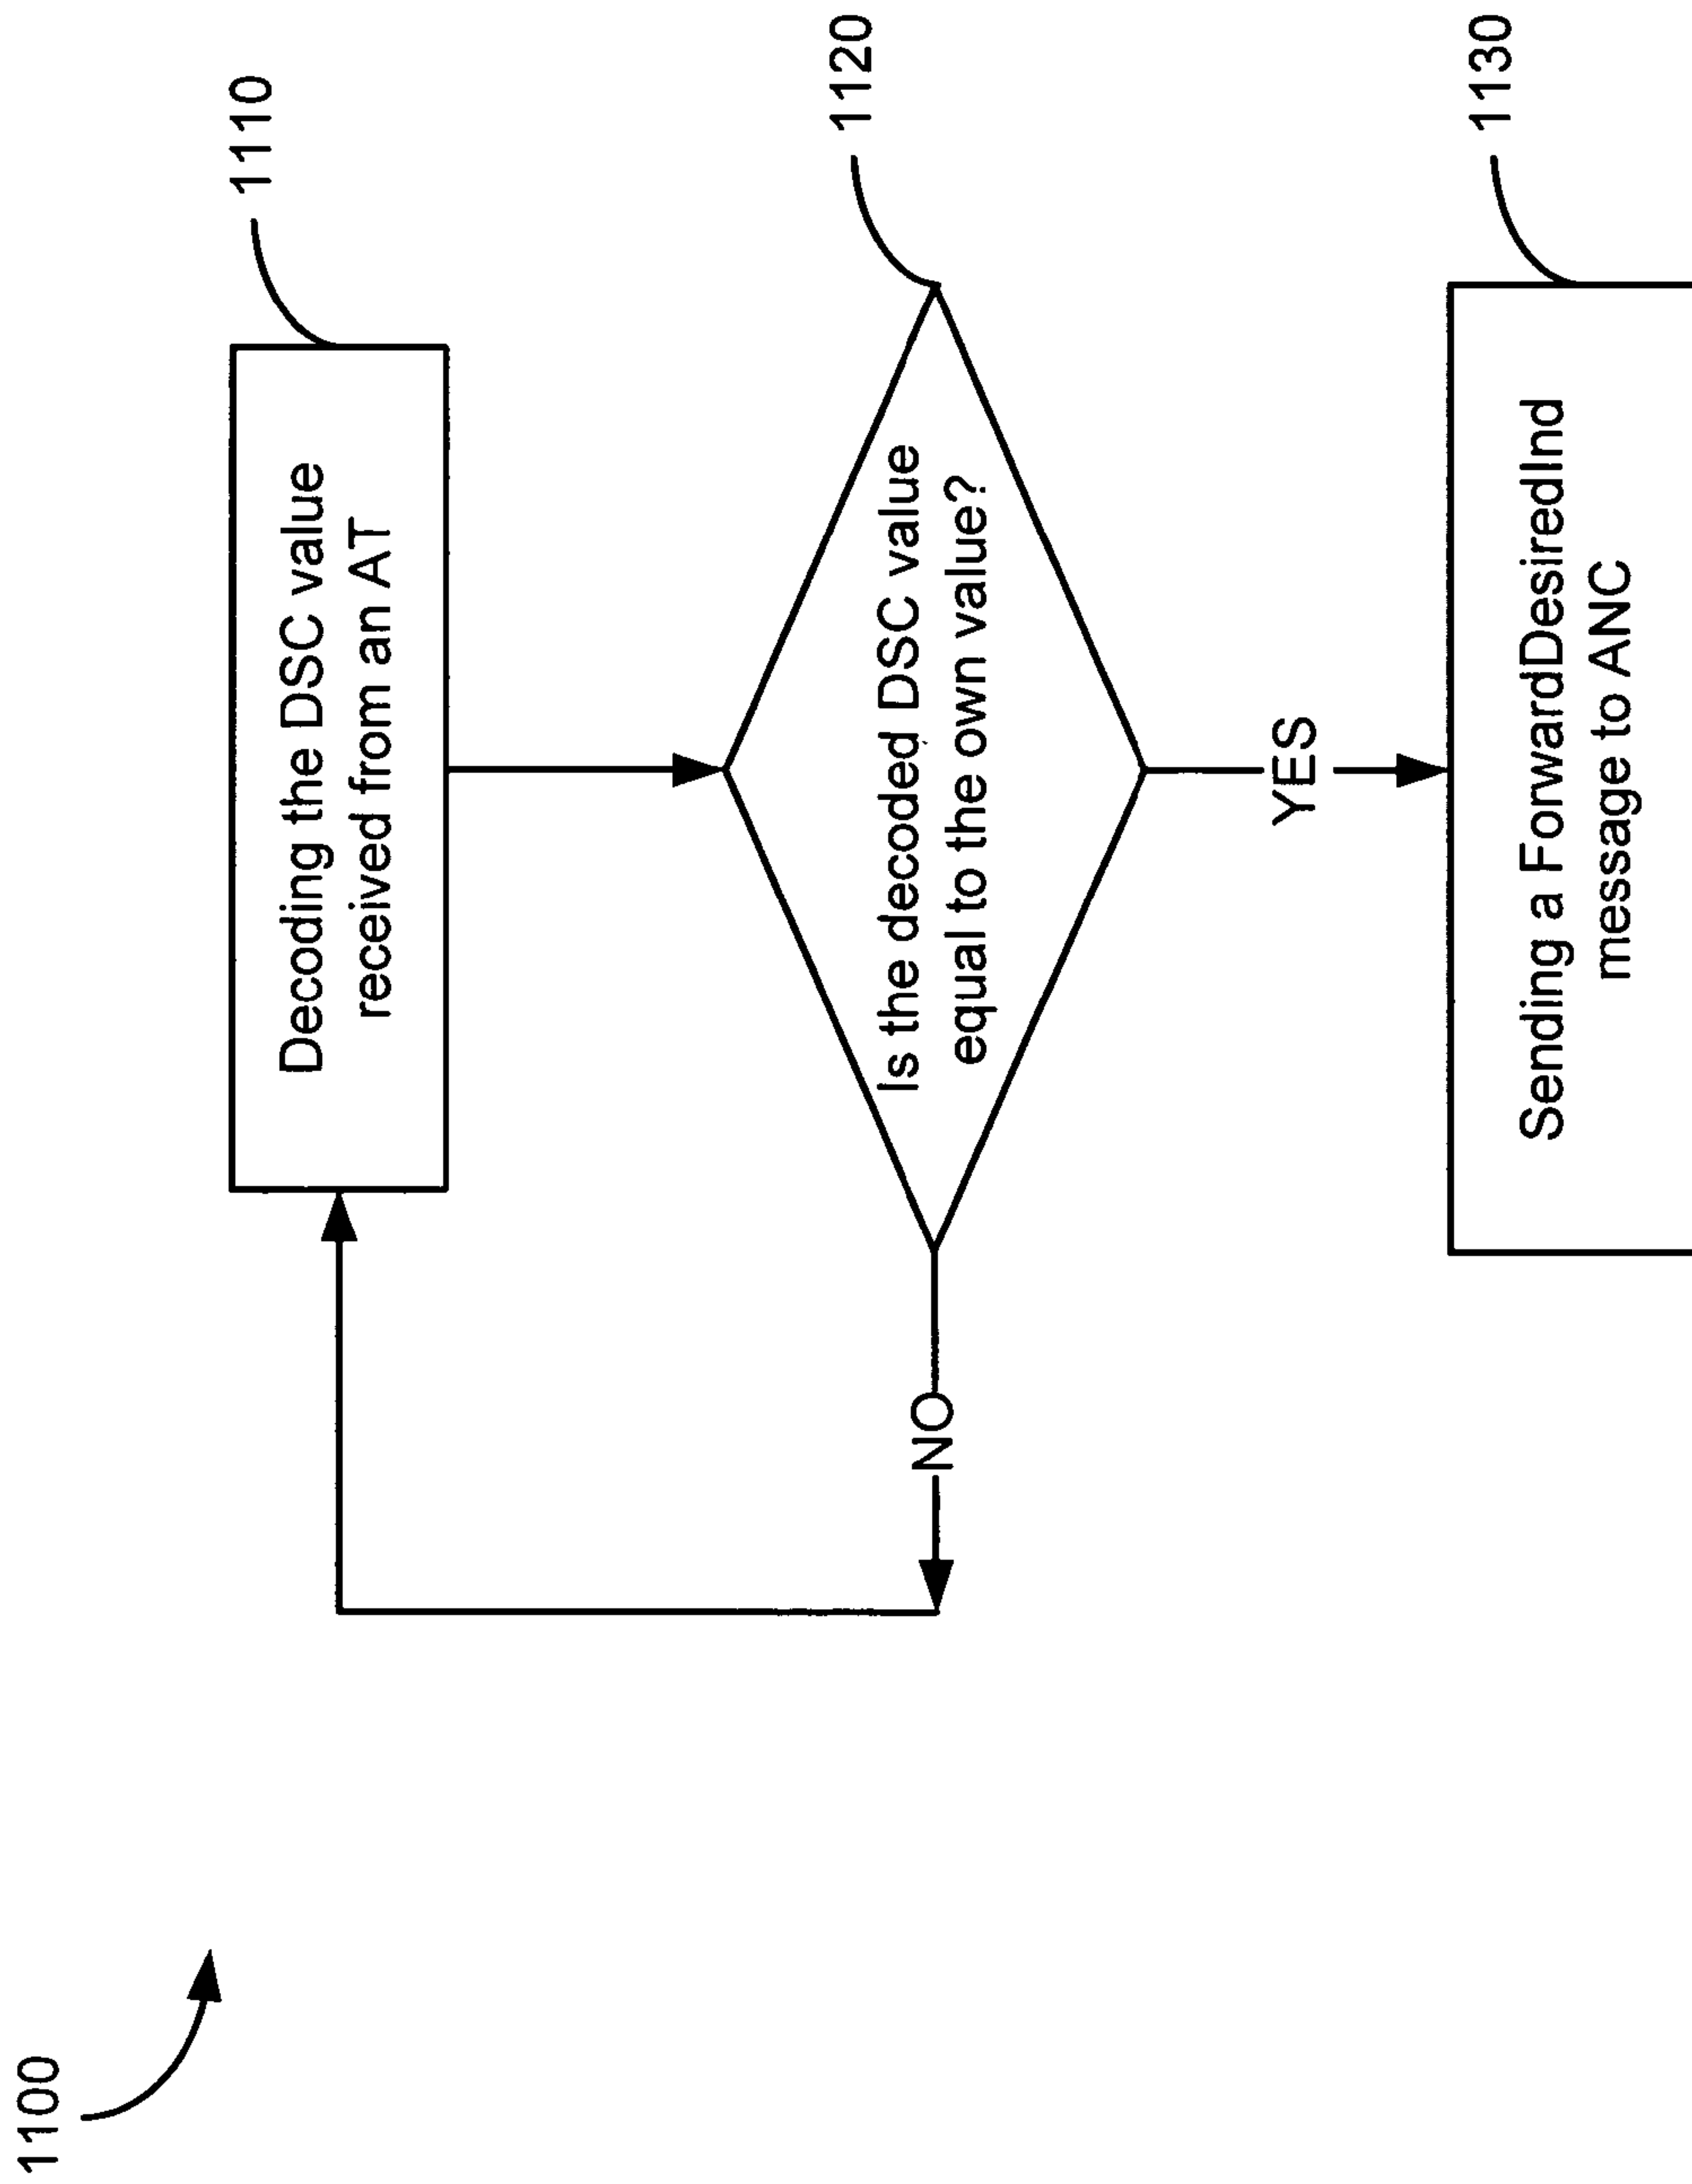 1100
1110
Decoding the DSC value
received from an AT
1120
Is the decoded DSC value
equal to the own value?
NO
YES
1130
Sending a ForwardDesiredInd
message to ANC